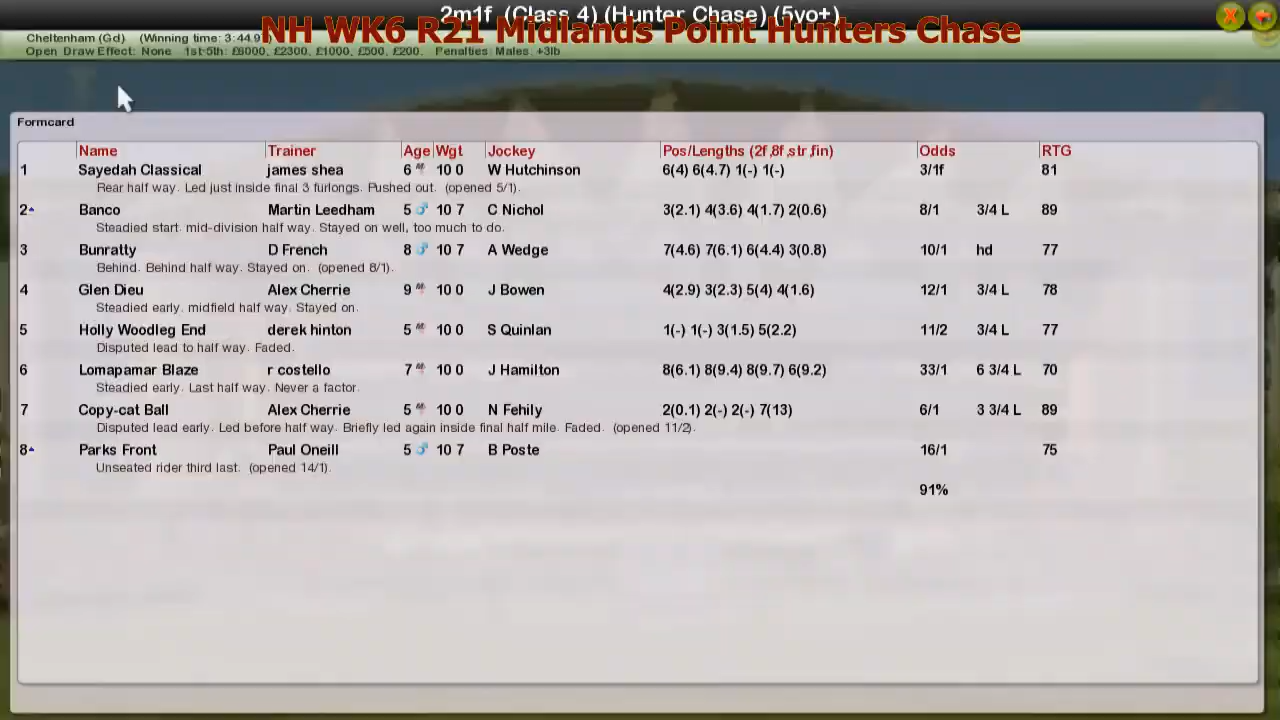 2m1f (Class 4) (Hunter Chase) (5yo+)
NH WK6 R21 Midlands Point Hunters Chase
Cheltenham (Gd) (Winning time: 3:44.9
Open Draw Effect: None 1st-5th: £6000, £2300, £1000, £500, £200. Penalties: Males: +3lb
Formcard
Name Trainer Age Wgt Jockey Pos/Lengths (2f,8f,str,fin) Odds RTG
1 Sayedah Classical james shea 6 10 0 W Hutchinson 6(4) 6(4.7) 1(-) 1(-) 3/1f 81
Rear half way. Led just inside final 3 furlongs. Pushed out. (opened 5/1).
2 Banco Martin Leedham 5 10 7 C Nichol 3(2.1) 4(3.6) 4(1.7) 2(0.6) 8/1 3/4 L 89
Steadied start. mid-division half way. Stayed on well, too much to do.
3 Bunratty D French 8 10 7 A Wedge 7(4.6) 7(6.1) 6(4.4) 3(0.8) 10/1 hd 77
Behind. Behind half way. Stayed on. (opened 8/1).
4 Glen Dieu Alex Cherrie 9 10 0 J Bowen 4(2.9) 3(2.3) 5(4) 4(1.6) 12/1 3/4 L 78
Steadied early. midfield half way. Stayed on.
5 Holly Woodleg End derek hinton 5 10 0 S Quinlan 1(-) 1(-) 3(1.5) 5(2.2) 11/2 3/4 L 77
Disputed lead to half way. Faded.
6 Lomapamar Blaze r costello 7 10 0 J Hamilton 8(6.1) 8(9.4) 8(9.7) 6(9.2) 33/1 6 3/4 L 70
Steadied early. Last half way. Never a factor.
7 Copy-cat Ball Alex Cherrie 5 10 0 N Fehily 2(0.1) 2(-) 2(-) 7(13) 6/1 3 3/4 L 89
Disputed lead early. Led before half way. Briefly led again inside final half mile. Faded. (opened 11/2).
8 Parks Front Paul Oneill 5 10 7 B Poste 16/1 75
Unseated rider third last. (opened 14/1).
91%